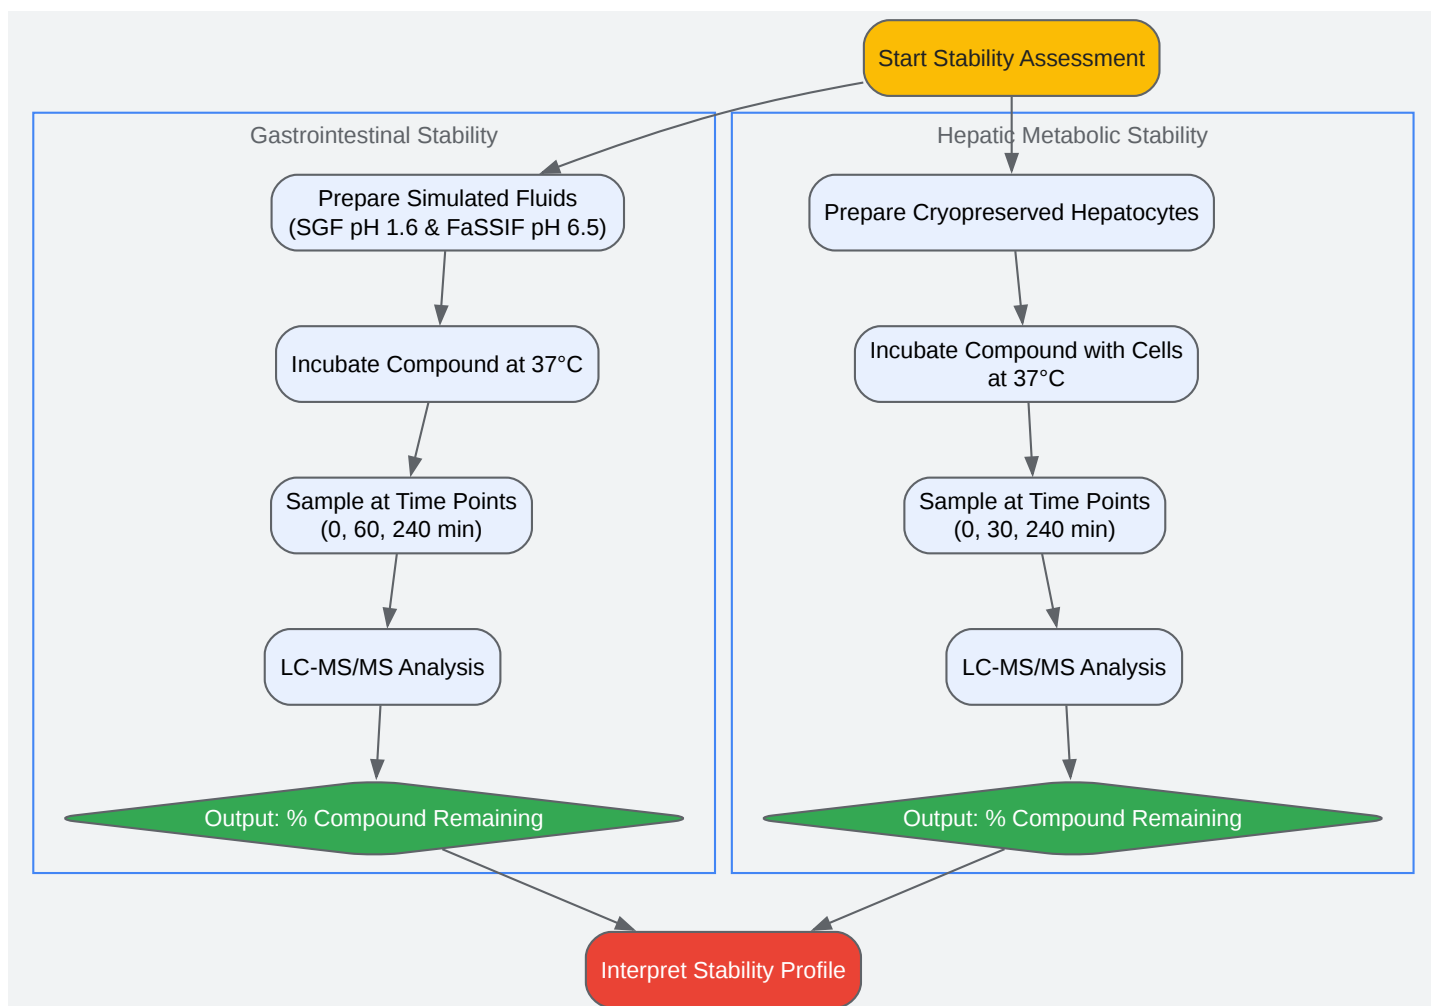 Start Stability Assessment
Gastrointestinal Stability
Prepare Simulated Fluids
(SGF pH 1.6 & FaSSIF pH 6.5)
Incubate Compound at 37°C
Sample at Time Points
(0, 60, 240 min)
LC-MS/MS Analysis
Output: % Compound Remaining
Hepatic Metabolic Stability
Prepare Cryopreserved Hepatocytes
Incubate Compound with Cells
at 37°C
Sample at Time Points
(0, 30, 240 min)
LC-MS/MS Analysis
Output: % Compound Remaining
Interpret Stability Profile